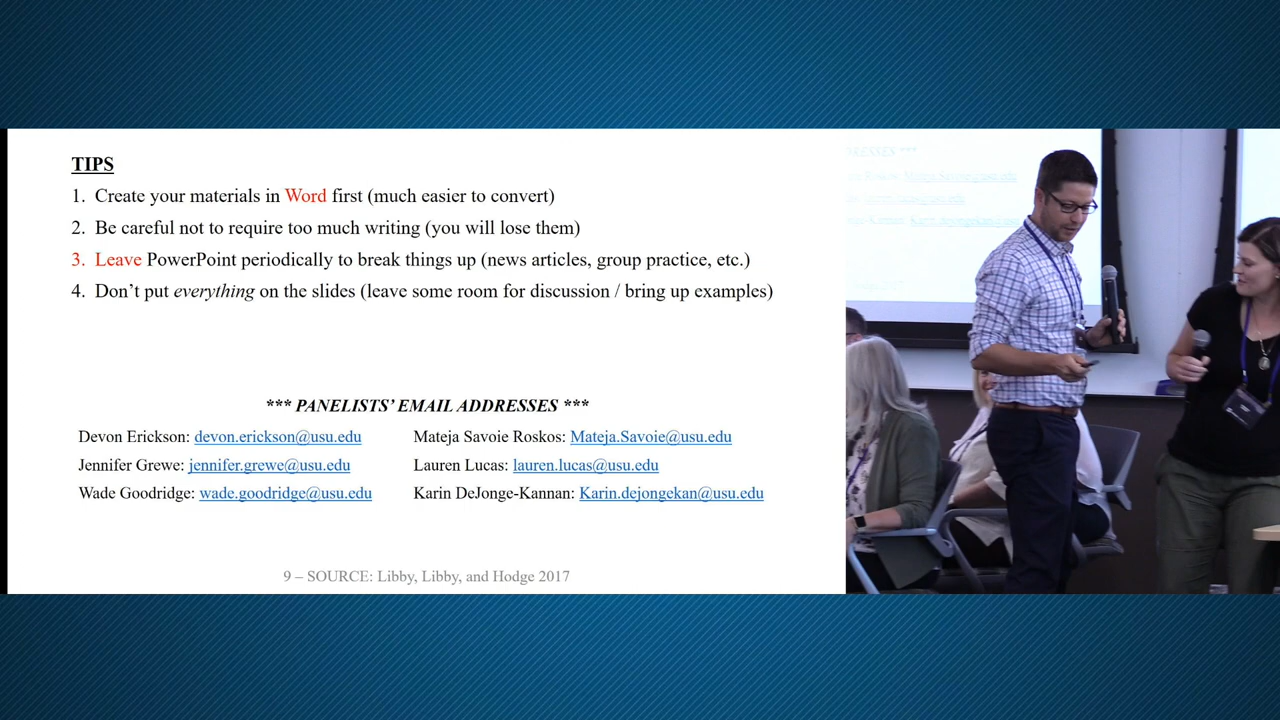 TIPS
1. Create your materials in Word first (much easier to convert)
2. Be careful not to require too much writing (you will lose them)
3. Leave PowerPoint periodically to break things up (news articles, group practice, etc.)
4. Don’t put everything on the slides (leave some room for discussion / bring up examples)
*** PANELISTS’ EMAIL ADDRESSES ***
Devon Erickson: devon.erickson@usu.edu
Mateja Savoie Roskos: Mateja.Savoie@usu.edu
Jennifer Grewe: jennifer.grewe@usu.edu
Lauren Lucas: lauren.lucas@usu.edu
Wade Goodridge: wade.goodridge@usu.edu
Karin DeJonge-Kannan: Karin.dejongekan@usu.edu
9 – SOURCE: Libby, Libby, and Hodge 2017